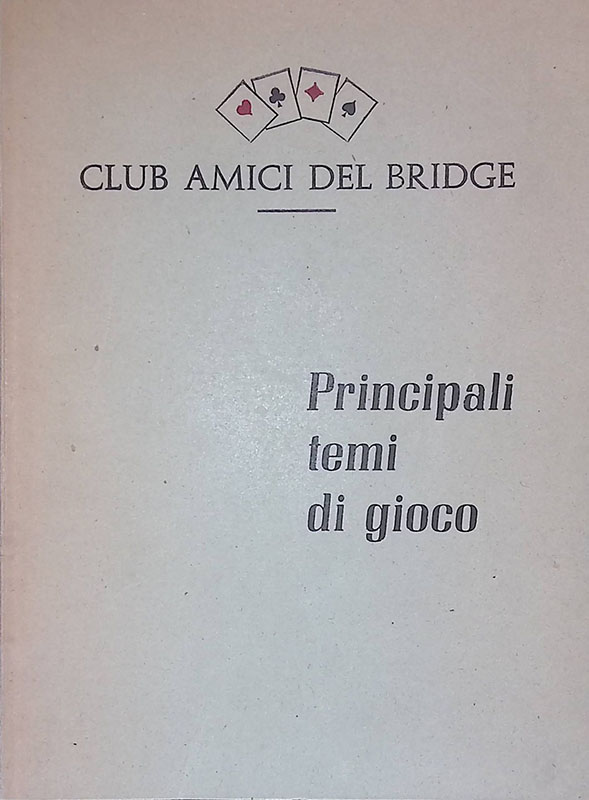 CLUB AMICI DEL BRIDGE
Principali
temi
di gioco